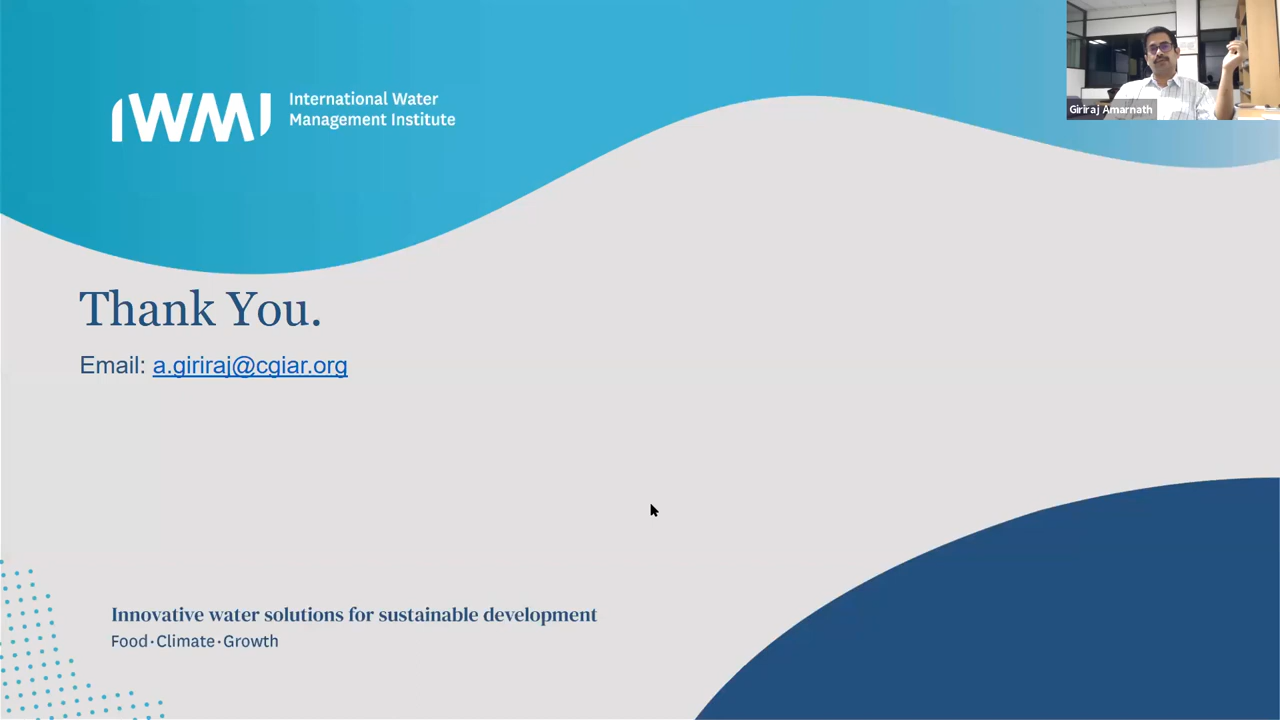 IWMI
International Water
Management Institute
Giriraj Amarnath
Thank You.
Email: a.giriraj@cgiar.org
Innovative water solutions for sustainable development
Food·Climate·Growth